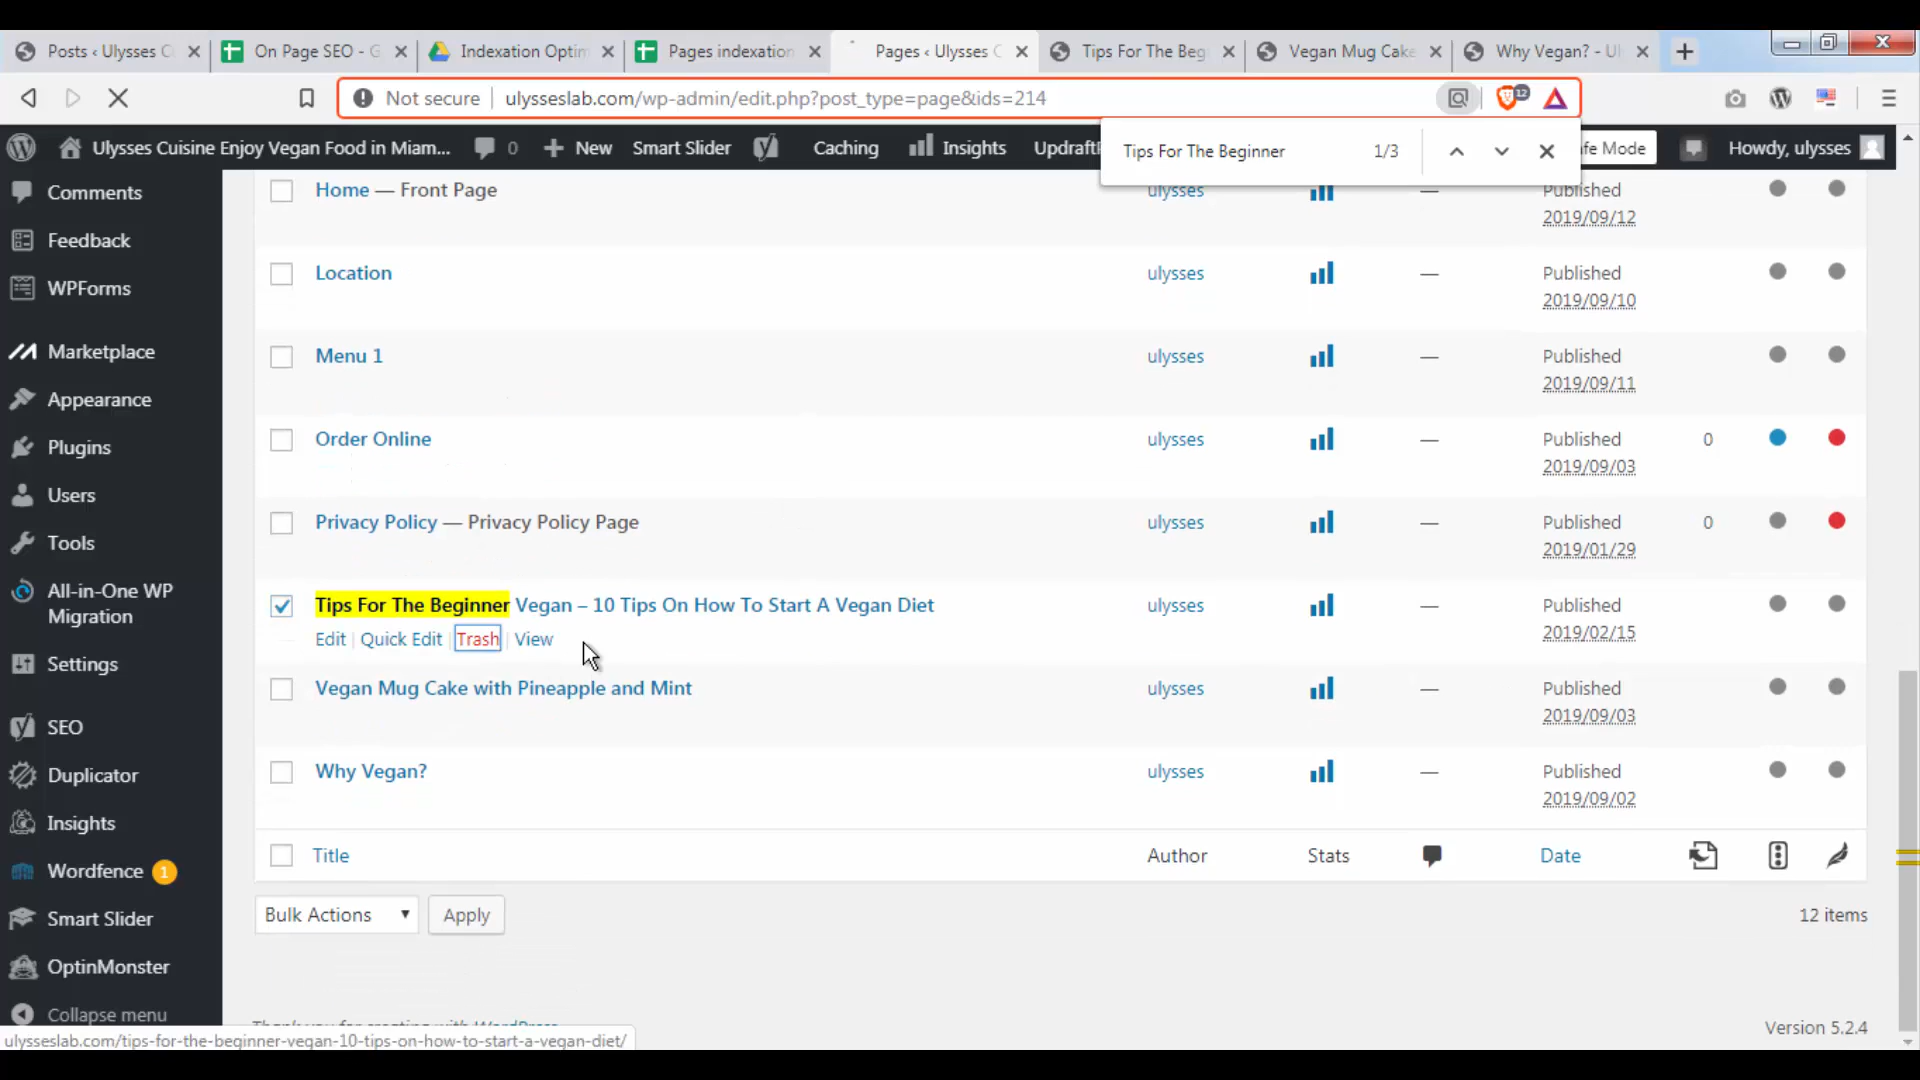 Posts ‹ Ulysses C
On Page SEO - G
Indexation Optim
Pages indexation
Pages ‹ Ulysses C
Tips For The Beg
Vegan Mug Cake
Why Vegan? - Ul
Not secure
ulysseslab.com/wp-admin/edit.php?post_type=page&ids=214
12
Ulysses Cuisine Enjoy Vegan Food in Miam...
0
New
Smart Slider
Caching
Insights
Updraft
Tips For The Beginner
1/3
fe Mode
Howdy, ulysses
Comments
Feedback
WPForms
Marketplace
Appearance
Plugins
Users
Tools
All-in-One WP
Migration
Settings
SEO
Duplicator
Insights
Wordfence 1
Smart Slider
OptinMonster
Collapse menu
Home — Front Page
ulysses
—
Published
2019/09/12
Location
ulysses
—
Published
2019/09/10
Menu 1
ulysses
—
Published
2019/09/11
Order Online
ulysses
—
Published
2019/09/03
0
Privacy Policy — Privacy Policy Page
ulysses
—
Published
2019/01/29
0
Tips For The Beginner Vegan – 10 Tips On How To Start A Vegan Diet
Edit | Quick Edit | Trash | View
ulysses
—
Published
2019/02/15
Vegan Mug Cake with Pineapple and Mint
ulysses
—
Published
2019/09/03
Why Vegan?
ulysses
—
Published
2019/09/02
Title
Author
Stats
Date
Bulk Actions
Apply
12 items
Thank you for creating with WordPress
Version 5.2.4
ulysseslab.com/tips-for-the-beginner-vegan-10-tips-on-how-to-start-a-vegan-diet/